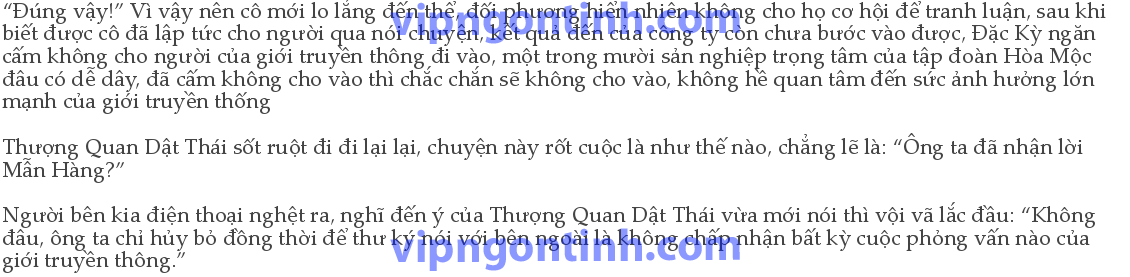 “Đúng vậy!” Vì vậy nên cô mới lo lắng đến thế, đối phương hiển nhiên không cho họ cơ hội để tranh luận, sau khi
biết được cô đã lập tức cho người qua nói chuyện, kết quả đến cửa công ty còn chưa bước vào được, Đặc Kỳ ngăn
cấm không cho người của giới truyền thông đi vào, một trong mười sản nghiệp trọng tâm của tập đoàn Hòa Mộc
đâu có dễ dây, đã cấm không cho vào thì chắc chắn sẽ không cho vào, không hề quan tâm đến sức ảnh hưởng lớn
mạnh của giới truyền thống
Thượng Quan Dật Thái sốt ruột đi đi lại lại, chuyện này rốt cuộc là như thế nào, chẳng lẽ là: “Ông ta đã nhận lời
Mẫn Hàng?”
Người bên kia điện thoại nghệt ra, nghĩ đến ý của Thượng Quan Dật Thái vừa mới nói thì vội vã lắc đầu: “Không
đâu, ông ta chỉ hủy bỏ đồng thời để thư ký nói với bên ngoài là không chấp nhận bất kỳ cuộc phỏng vấn nào của
giới truyền thông.”
vipngontinh.com
vipngontinh.com